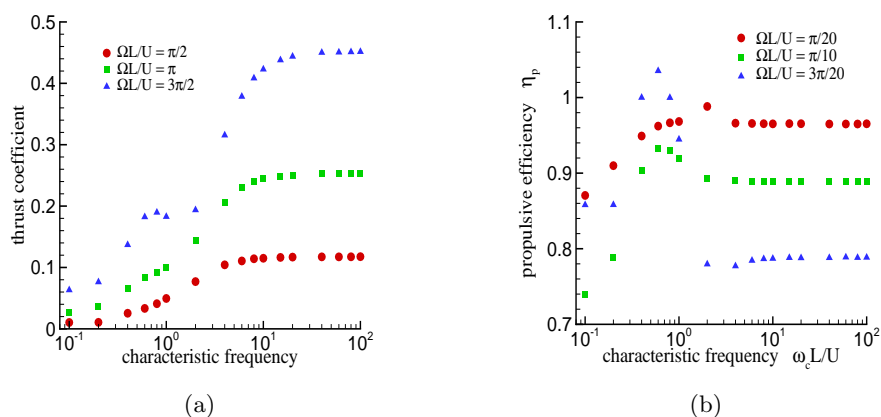 0.5
0.4
0.3
0.2
0.1
0
thrust coefficient
ΩL/U = π/2
ΩL/U = π
ΩL/U = 3π/2
10⁻¹ 10⁰ 10¹ 10²
characteristic frequency
(a)
1.1
1
0.9
0.8
0.7
propulsive efficiency ηₚ
ΩL/U = π/20
ΩL/U = π/10
ΩL/U = 3π/20
10⁻¹ 10⁰ 10¹ 10²
characteristic frequency ω_cL/U
(b)